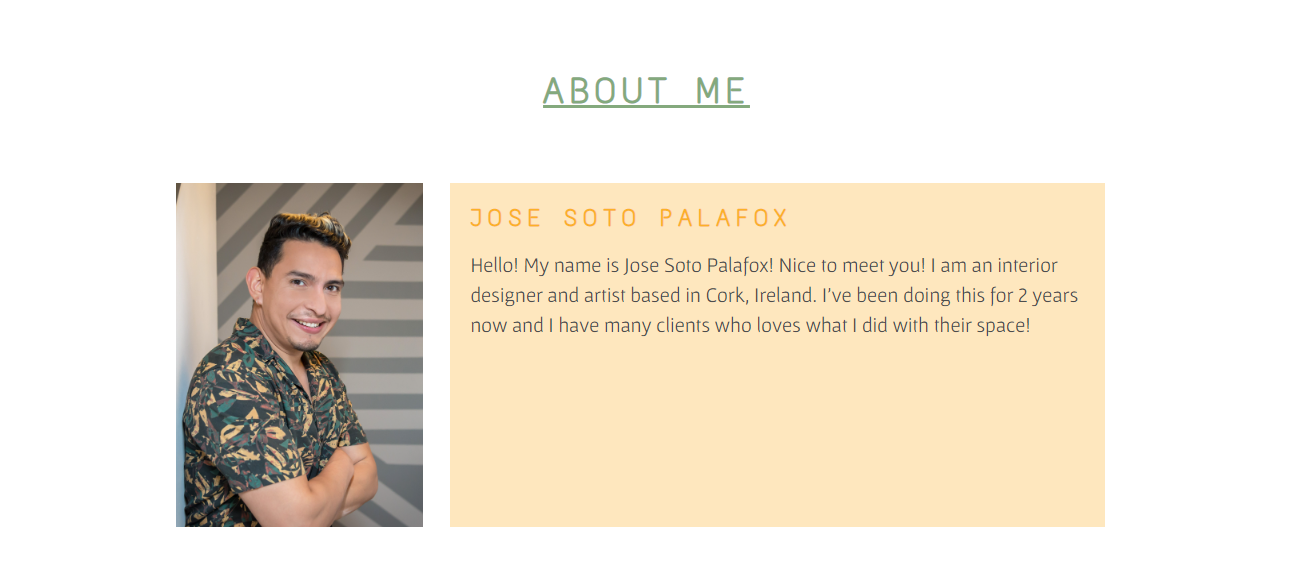 ABOUT ME
JOSE SOTO PALAFOX
Hello! My name is Jose Soto Palafox! Nice to meet you! I am an interior
designer and artist based in Cork, Ireland. I've been doing this for 2 years
now and I have many clients who loves what I did with their space!